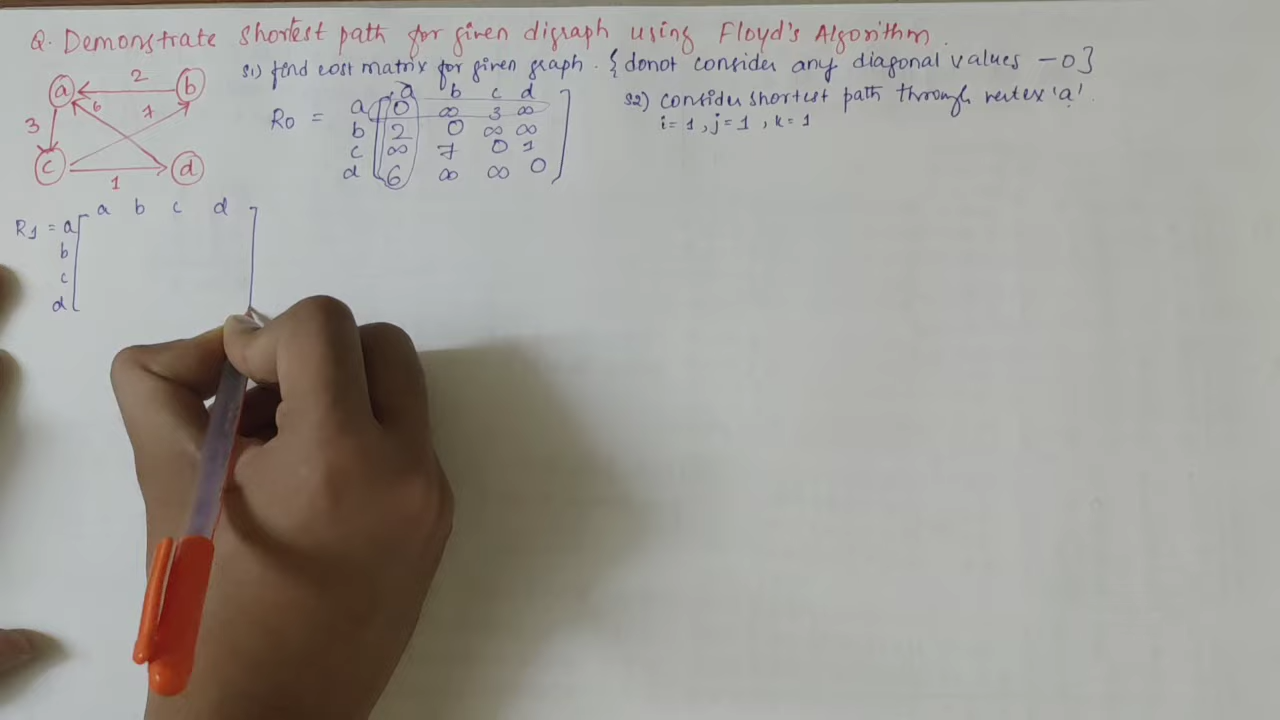 Q. Demonstrate shortest path for given digraph using Floyd's Algorithm.
s1) find cost matrix for given graph. {donot consider any diagonal values - 0}
s2) consider shortest path through vertex 'a'.
i=1, j=1, k=1
a 2 b
6 7
3
c d
1
a b c d
R0 = a 0 ∞ 3 ∞
b 2 0 ∞ ∞
c ∞ 7 0 1
d 6 ∞ ∞ 0
a b c d
R1 = a
b
c
d